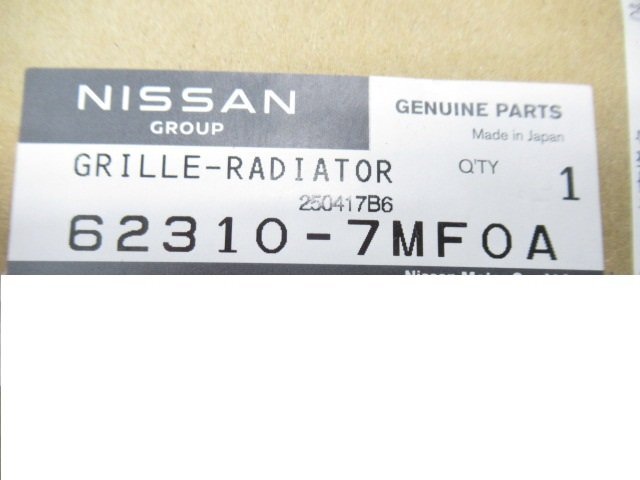 NISSAN
GROUP
GENUINE PARTS
Made in Japan
GRILLE-RADIATOR
Q'TY 1
250417B6
62310-7MF0A